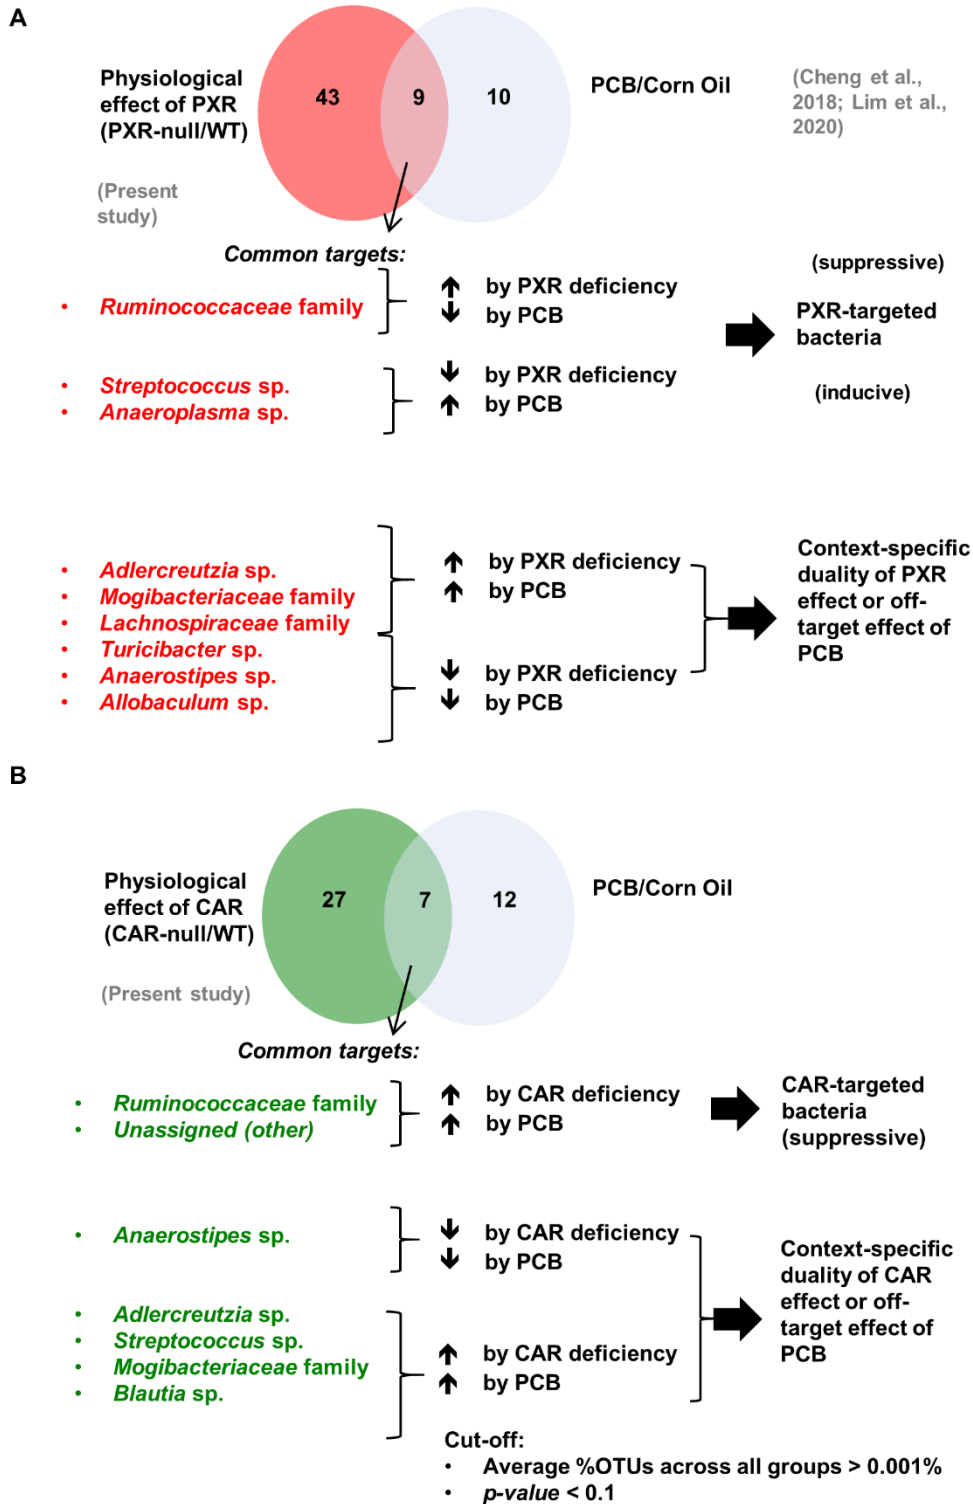 A
Physiological
effect of PXR
(PXR-null/WT)
(Present
study)
43
9
10
PCB/Corn Oil
(Cheng et al.,
2018; Lim et al.,
2020)
Common targets:
• Ruminococcaceae family
↑ by PXR deficiency
↓ by PCB
(suppressive)
PXR-targeted
bacteria
(inducive)
• Streptococcus sp.
• Anaeroplasma sp.
↓ by PXR deficiency
↑ by PCB
• Adlercreutzia sp.
• Mogibacteriaceae family
• Lachnospiraceae family
• Turicibacter sp.
• Anaerostipes sp.
• Allobaculum sp.
↑ by PXR deficiency
↑ by PCB
↓ by PXR deficiency
↓ by PCB
Context-specific
duality of PXR
effect or off-
target effect of
PCB
B
Physiological
effect of CAR
(CAR-null/WT)
(Present study)
27
7
12
PCB/Corn Oil
Common targets:
• Ruminococcaceae family
• Unassigned (other)
↑ by CAR deficiency
↑ by PCB
CAR-targeted
bacteria
(suppressive)
• Anaerostipes sp.
↓ by CAR deficiency
↓ by PCB
• Adlercreutzia sp.
• Streptococcus sp.
• Mogibacteriaceae family
• Blautia sp.
↑ by CAR deficiency
↑ by PCB
Context-specific
duality of CAR
effect or off-
target effect of
PCB
Cut-off:
• Average %OTUs across all groups > 0.001%
• p-value < 0.1